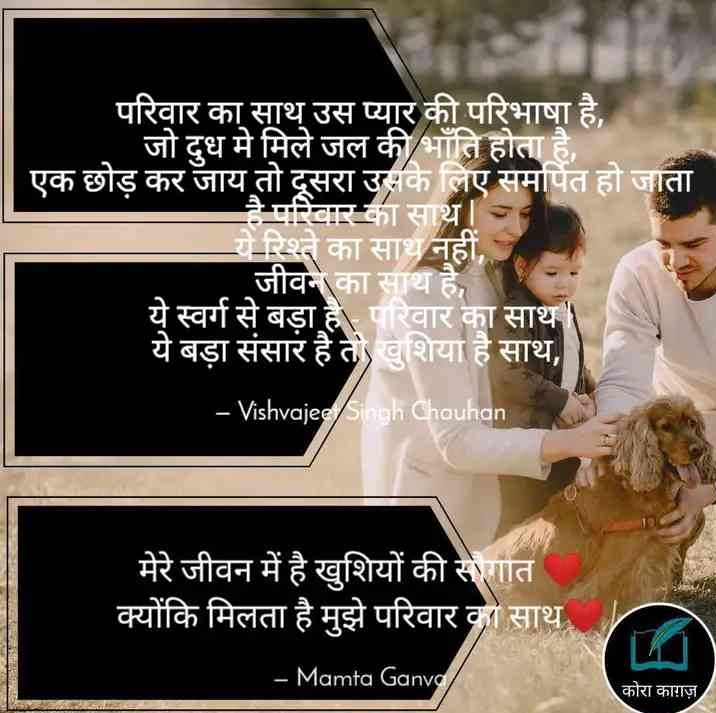 परिवार का साथ उस प्यार की परिभाषा है,
जो दुध मे मिले जल की भाँति होता है,
एक छोड़ कर जाय तो दूसरा उसके लिए समर्पित हो जाता
है परिवार का साथ |
ये रिश्ते का साथ नहीं,
जीवन का साथ है,
ये स्वर्ग से बड़ा है - परिवार का साथ |
ये बड़ा संसार है तो खुशिया है साथ,
– Vishvajeet Singh Chauhan
मेरे जीवन में है खुशियों की सौगात ❤️
क्योंकि मिलता है मुझे परिवार का साथ ❤️ |
– Mamta Ganva
कोरा काग़ज़